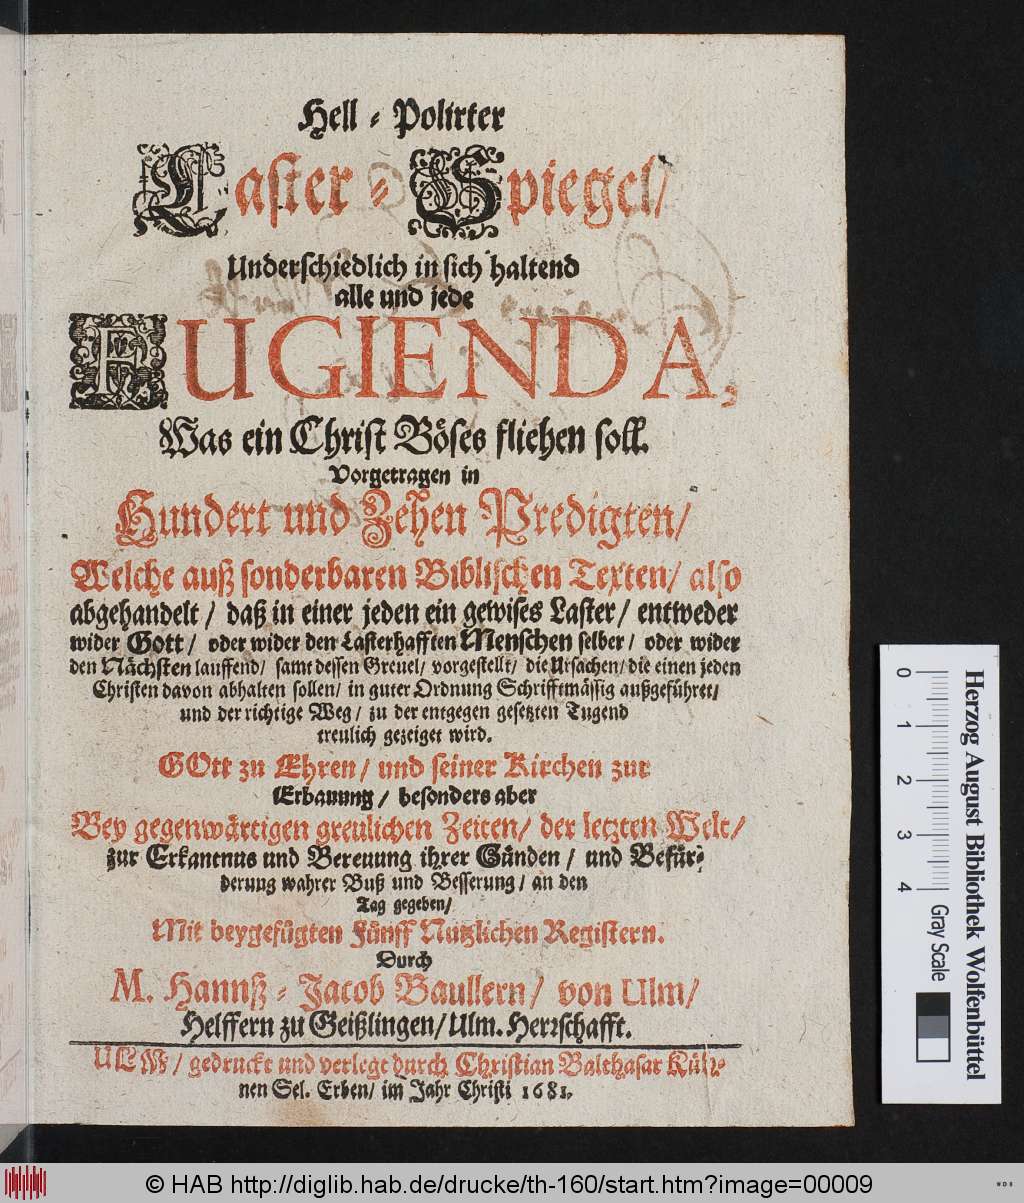 Hell-Polirter
Laster-Spiegel/
Underschiedlich in sich haltend
alle und jede
FUGIENDA,
Was ein Christ Böses fliehen soll.
Vorgetragen in
Hundert und Zehen Predigten/
Welche auß sonderbaren Biblischen Texten/ also
abgehandelt/ daß in einer jeden ein gewises Laster/ entweder
wider Gott/ oder wider den Lasterhafften Menschen selber/ oder wider
den Nächsten lauffend/ samt dessen Greuel/ vorgestellt/ die Ursachen/ die einen jeden
Christen davon abhalten sollen/ in guter Ordnung Schrifftmässig außgeführet/
und der richtige Weg/ zu der entgegen gesetzten Tugend
treulich gezeiget wird.
GOtt zu Ehren/ und seiner Kirchen zur
Erbauung/ besonders aber
Bey gegenwärtigen greulichen Zeiten/ der letzten Welt/
zur Erkantnus und Bereuung ihrer Sünden/ und Befür-
derung wahrer Buß und Besserung/ an den
Tag gegeben/
Mit beygefügten Fünff Nutzlichen Registern.
Durch
M. Hannß-Jacob Baullern/ von Ulm/
Helffern zu Geißlingen/ Ulm. Herrschafft.
ULM/ gedruckt und verlegt durch Christian Balthasar Küh-
nen Sel. Erben/ im Jahr Christi 1681.
Herzog August Bibliothek Wolfenbüttel
0 1 2 3 4 Gray Scale
© HAB http://diglib.hab.de/drucke/th-160/start.htm?image=00009